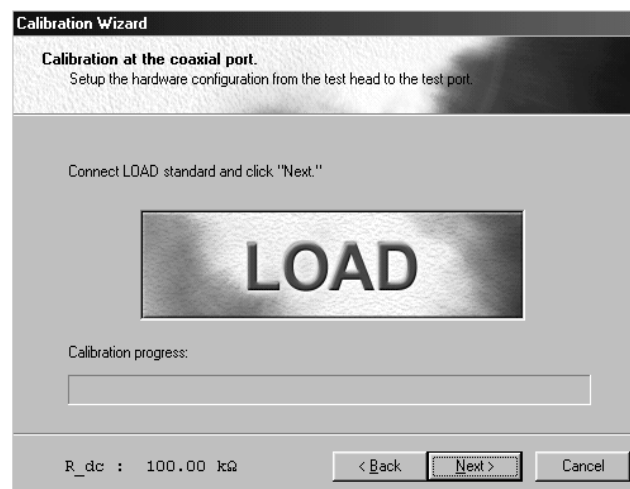 Calibration Wizard
Calibration at the coaxial port.
Setup the hardware configuration from the test head to the test port.
Connect LOAD standard and click "Next."
LOAD
Calibration progress:
R_dc : 100.00 kΩ
< Back
Next >
Cancel